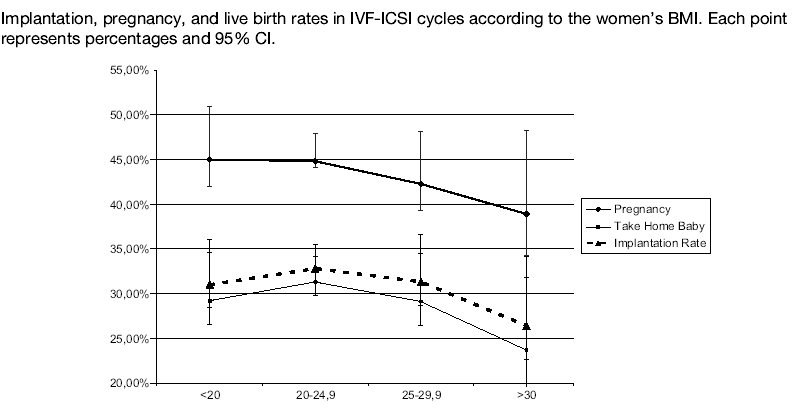 Implantation, pregnancy, and live birth rates in IVF-ICSI cycles according to the women's BMI. Each point
represents percentages and 95% CI.
55,00%
50,00%
45,00%
40,00%
35,00%
30,00%
25,00%
20,00%
<20
20-24,9
25-29,9
>30
Pregnancy
Take Home Baby
Implantation Rate